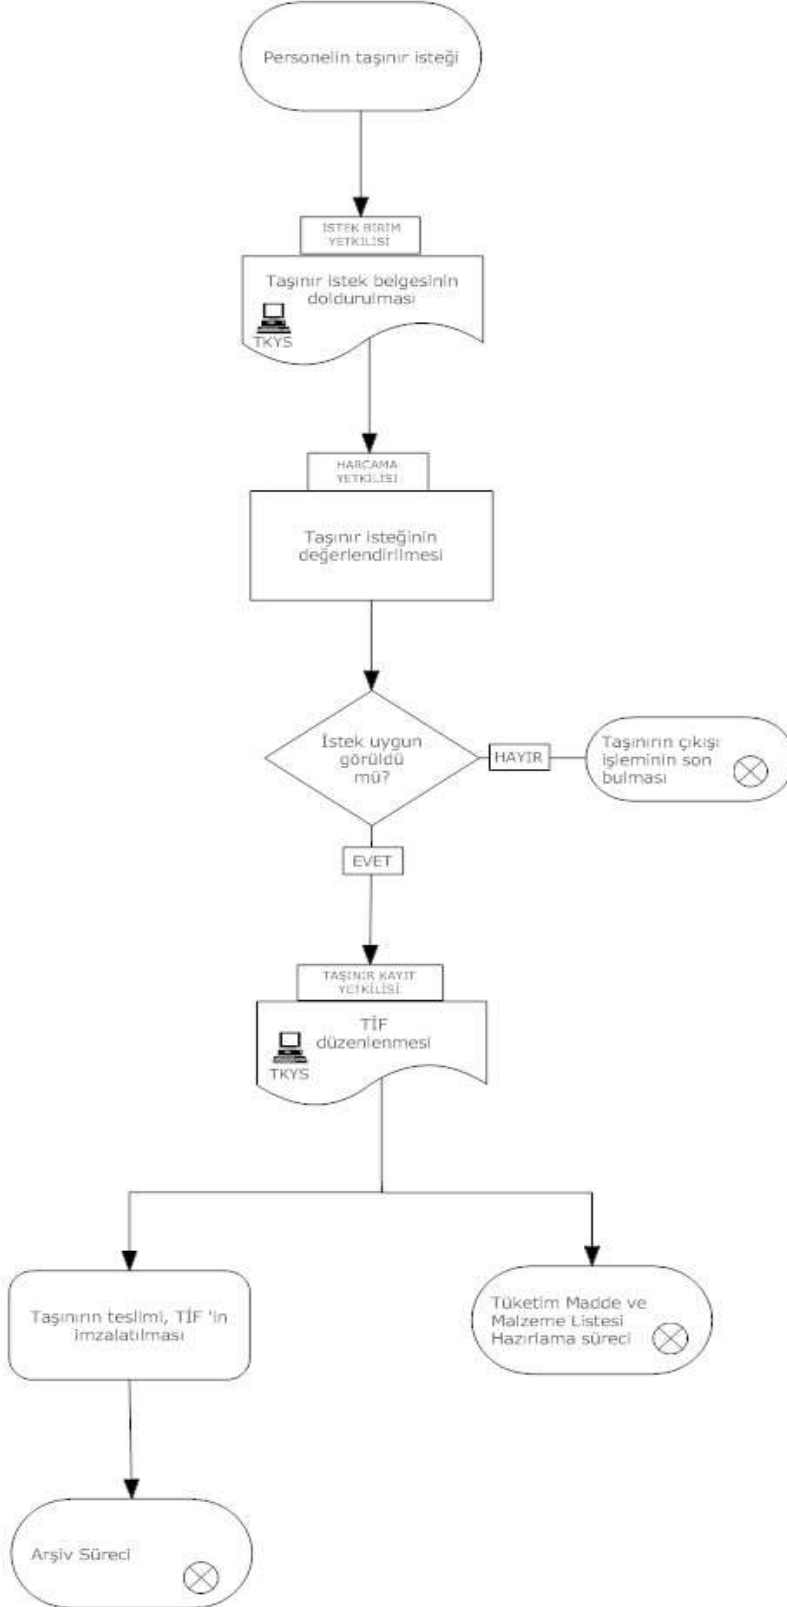 Personelin taşınır isteği
İSTEK BİRİM
YETKİLİSİ
Taşınır istek belgesinin
doldurulması
TKYS
HARCAMA
YETKİLİSİ
Taşınır isteğinin
değerlendirilmesi
İstek uygun
görüldü
mü?
HAYIR
Taşınırın çıkışı
işleminin son
bulması
EVET
TAŞINIR KAYIT
YETKİLİSİ
TİF
düzenlenmesi
TKYS
Taşınırın teslimi, TİF 'in
imzalatılması
Tüketim Madde ve
Malzeme Listesi
Hazırlama süreci
Arşiv Süreci